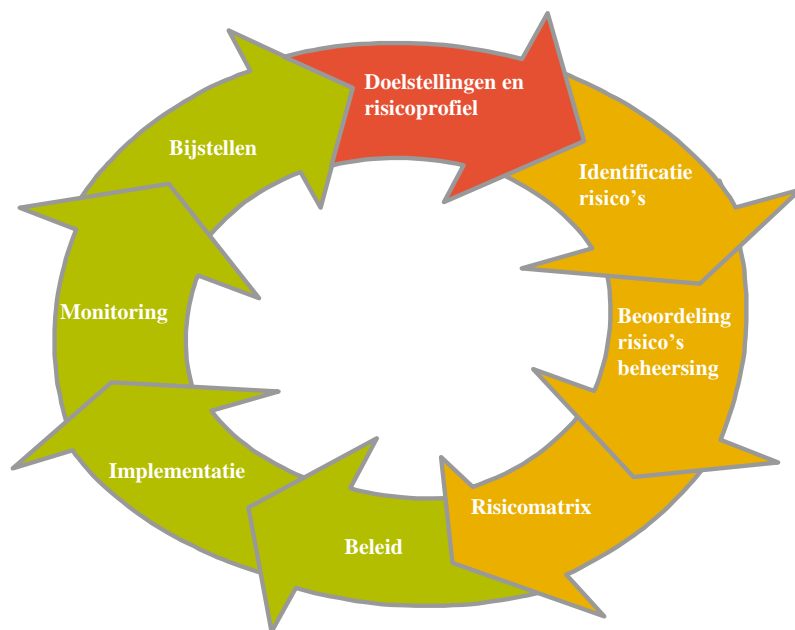 Doelstellingen en
risicoprofiel
Identificatie
risico's
Beoordeling
risico's
beheersing
Risicomatrix
Beleid
Implementatie
Monitoring
Bijstellen